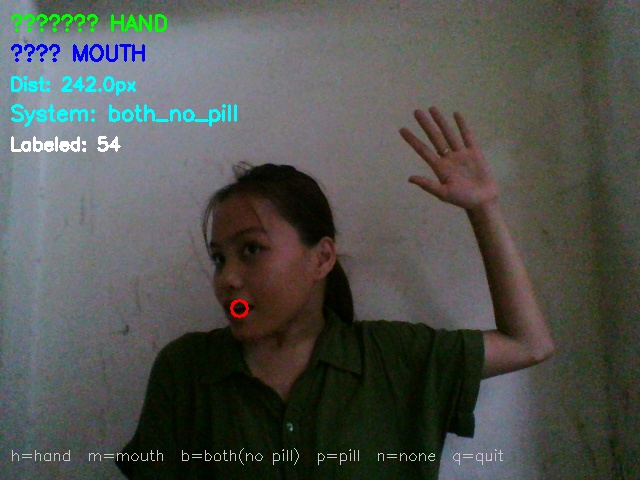 ??????? HAND
???? MOUTH
Dist: 242.0px
System: both_no_pill
Labeled: 54
h=hand m=mouth b=both(no pill) p=pill n=none q=quit